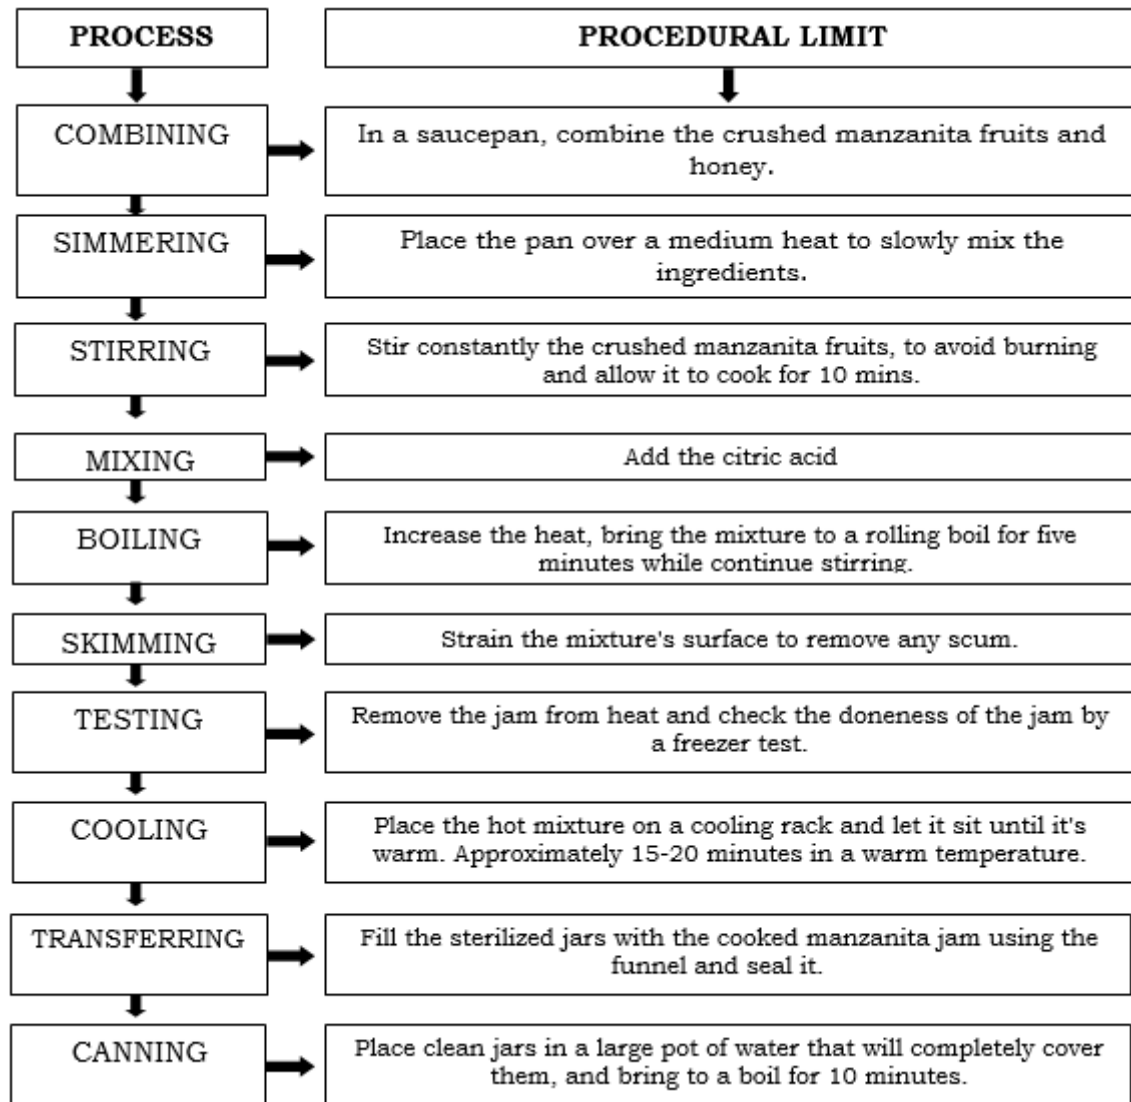 PROCESS
PROCEDURAL LIMIT
COMBINING
In a saucepan, combine the crushed manzanita fruits and
honey.
SIMMERING
Place the pan over a medium heat to slowly mix the
ingredients.
STIRRING
Stir constantly the crushed manzanita fruits, to avoid burning
and allow it to cook for 10 mins.
MIXING
Add the citric acid
BOILING
Increase the heat, bring the mixture to a rolling boil for five
minutes while continue stirring.
SKIMMING
Strain the mixture's surface to remove any scum.
TESTING
Remove the jam from heat and check the doneness of the jam by
a freezer test.
COOLING
Place the hot mixture on a cooling rack and let it sit until it's
warm. Approximately 15-20 minutes in a warm temperature.
TRANSFERRING
Fill the sterilized jars with the cooked manzanita jam using the
funnel and seal it.
CANNING
Place clean jars in a large pot of water that will completely cover
them, and bring to a boil for 10 minutes.